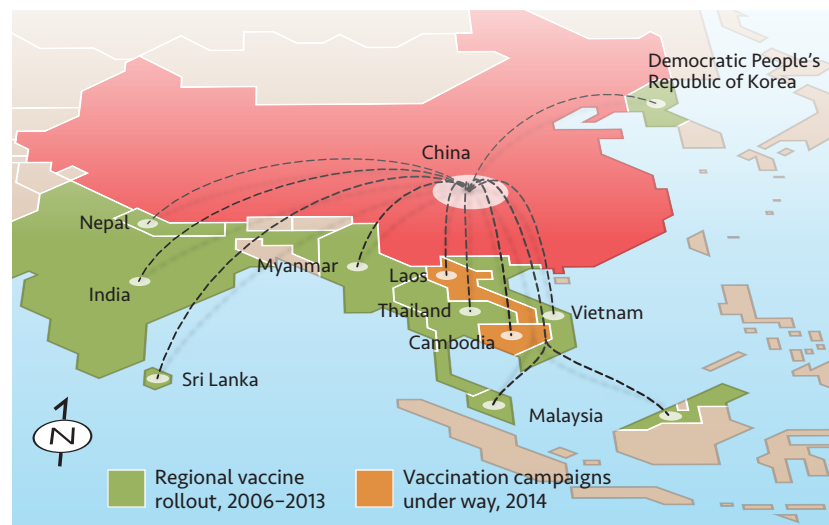 Democratic People's
Republic of Korea
China
Nepal
Myanmar
Laos
India
Thailand
Vietnam
Cambodia
Sri Lanka
Malaysia
N
Regional vaccine
rollout, 2006–2013
Vaccination campaigns
under way, 2014